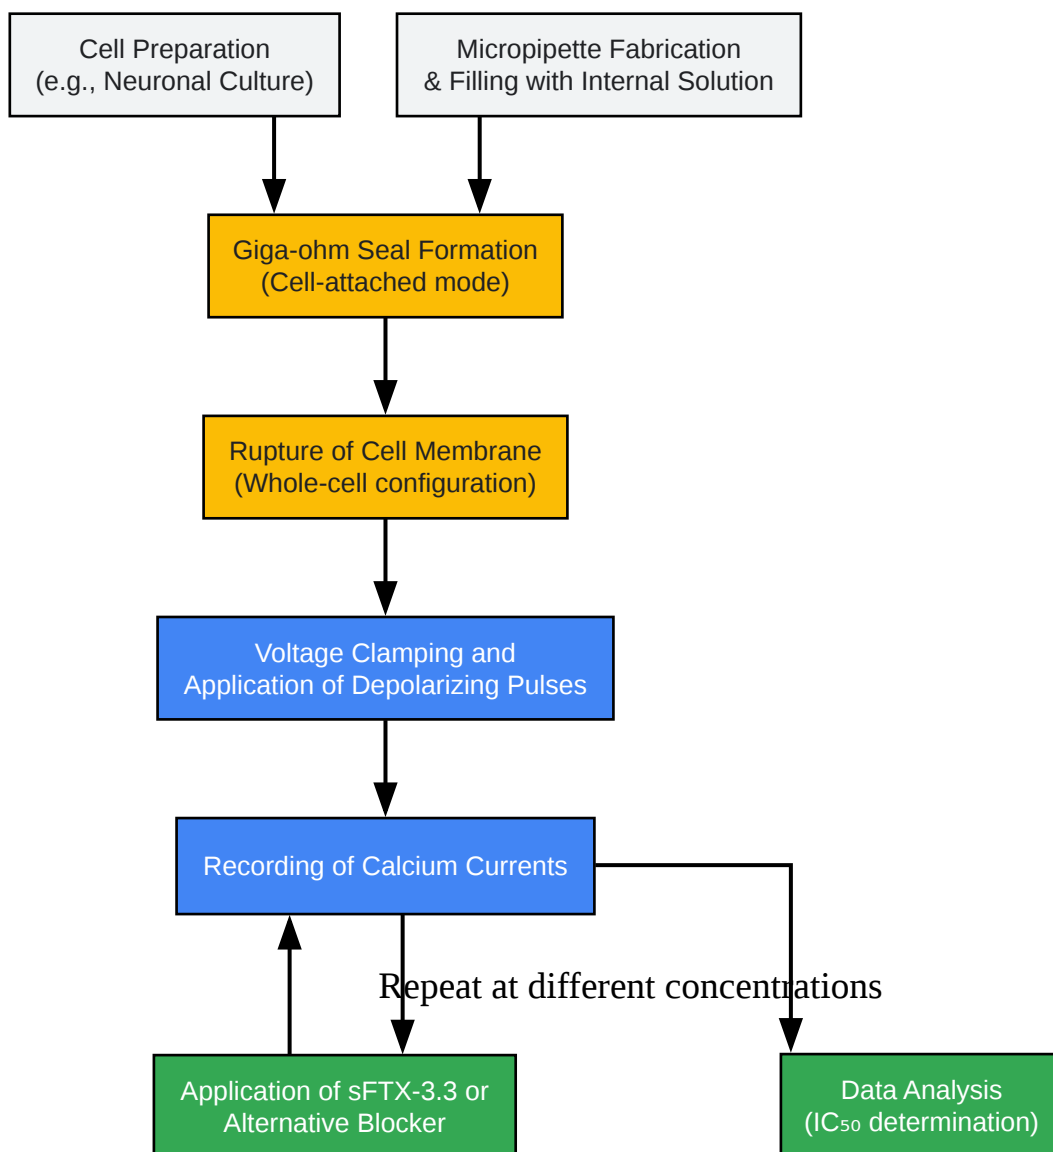 Cell Preparation
(e.g., Neuronal Culture)
Micropipette Fabrication
& Filling with Internal Solution
Giga-ohm Seal Formation
(Cell-attached mode)
Rupture of Cell Membrane
(Whole-cell configuration)
Voltage Clamping and
Application of Depolarizing Pulses
Recording of Calcium Currents
Repeat at different concentrations
Application of sFTX-3.3 or
Alternative Blocker
Data Analysis
(IC₅₀ determination)